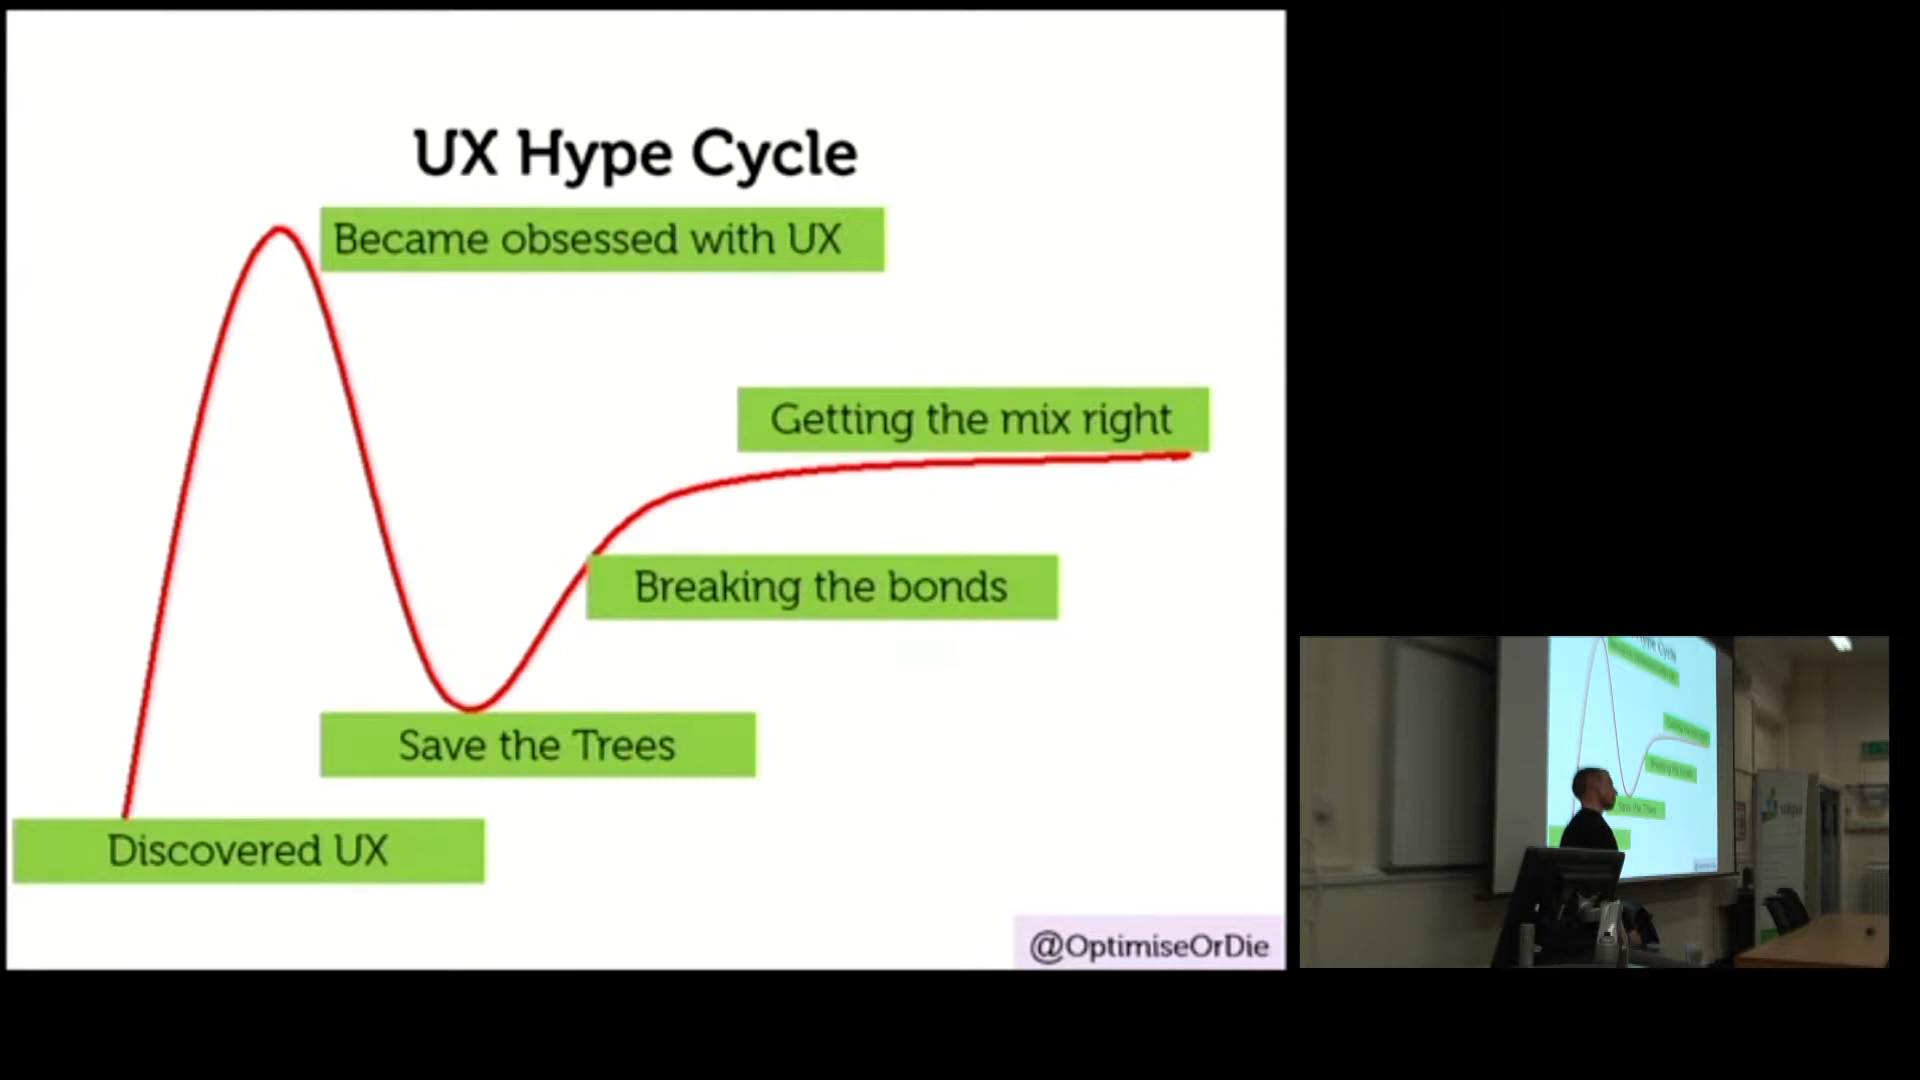 UX Hype Cycle
Became obsessed with UX
Getting the mix right
Breaking the bonds
Save the Trees
Discovered UX
@OptimiseOrDie